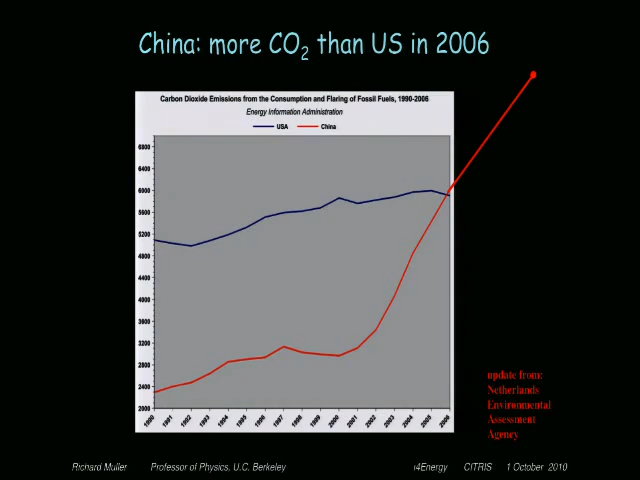 China: more CO2 than US in 2006
Carbon Dioxide Emissions from the Consumption and Flaring of Fossil Fuels, 1990-2006
Energy Information Administration
USA China
6800
6400
6000
5600
5200
4800
4400
4000
3600
3200
2800
2400
2000
1990 1991 1992 1993 1994 1995 1996 1997 1998 1999 2000 2001 2002 2003 2004 2005 2006
update from:
Netherlands
Environmental
Assessment
Agency
Richard Muller Professor of Physics, U.C. Berkeley i4Energy CITRIS 1 October 2010